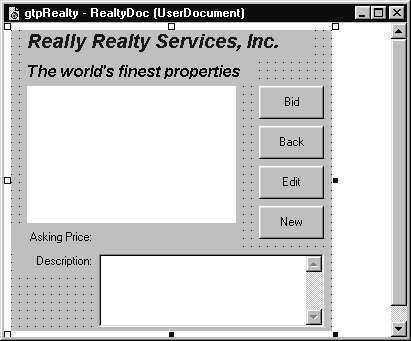 gtpRealty - RealtyDoc (UserDocument)
Really Realty Services, Inc.
The world's finest properties
Bid
Back
Edit
New
Asking Price:
Description: